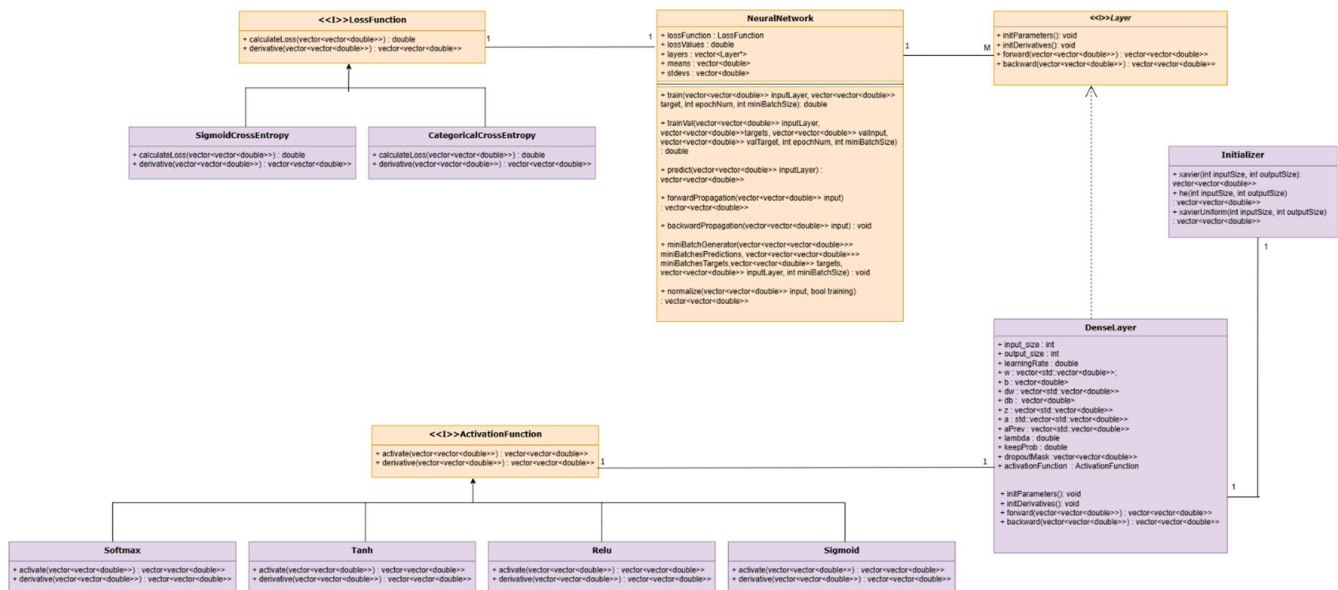 <<I>>LossFunction
+ calculateLoss(vector<vector<double>>) : double
+ derivative(vector<vector<double>>) : vector<vector<double>>
1
1
SigmoidCrossEntropy
+ calculateLoss(vector<vector<double>>) : double
+ derivative(vector<vector<double>>) : vector<vector<double>>
CategoricalCrossEntropy
+ calculateLoss(vector<vector<double>>) : double
+ derivative(vector<vector<double>>) : vector<vector<double>>
NeuralNetwork
+ lossFunction : LossFunction
+ lossValues : double
+ layers : vector<Layer*>
+ means : vector<double>
+ stdevs : vector<double>
+ train(vector<vector<double>> inputLayer, vector<vector<double>>
target, int epochNum, int miniBatchSize): double
+ trainVal(vector<vector<double>> inputLayer,
vector<vector<double>>targets, vector<vector<double>> valInput,
vector<vector<double>> valTarget, int epochNum, int miniBatchSize)
: double
+ predict(vector<vector<double>> inputLayer) :
vector<vector<double>>
+ forwardPropagation(vector<vector<double>> input)
: vector<vector<double>>
+ backwardPropagation(vector<vector<double>> input) : void
+ miniBatchGenerator(vector<vector<vector<double>>>
miniBatchesPredictions, vector<vector<vector<double>>>
miniBatchesTargets,vector<vector<double>> targets,
vector<vector<double>> inputLayer, int miniBatchSize) : void
+ normalize(vector<vector<double>> input, bool training)
: vector<vector<double>>
1
M
<<I>>Layer
+ initParameters(): void
+ initDerivatives(): void
+ forward(vector<vector<double>>) : vector<vector<double>>
+ backward(vector<vector<double>>) : vector<vector<double>>
Initializer
+ xavier(int inputSize, int outputSize):
vector<vector<double>>
+ he(int inputSize, int outputSize)
: vector<vector<double>>
+ xavierUniform(int inputSize, int outputSize)
: vector<vector<double>>
1
DenseLayer
+ input_size : int
+ output_size : int
+ learningRate : double
+ w : vector<std::vector<double>>;
+ b : vector<double>
+ dw : vector<std::vector<double>>
+ db : vector<double>
+ z : vector<std::vector<double>>
+ a : std::vector<std::vector<double>>
+ aPrev : vector<std::vector<double>>
+ lambda : double
+ keepProb : double
+ dropoutMask :vector<vector<double>>
+ activationFunction : ActivationFunction
+ initParameters(): void
+ initDerivatives(): void
+ forward(vector<vector<double>>) : vector<vector<double>>
+ backward(vector<vector<double>>) : vector<vector<double>>
1
<<I>>ActivationFunction
+ activate(vector<vector<double>>) : vector<vector<double>>
+ derivative(vector<vector<double>>) : vector<vector<double>>
1
1
Softmax
+ activate(vector<vector<double>>) : vector<vector<double>>
+ derivative(vector<vector<double>>) : vector<vector<double>>
Tanh
+ activate(vector<vector<double>>) : vector<vector<double>>
+ derivative(vector<vector<double>>) : vector<vector<double>>
Relu
+ activate(vector<vector<double>>) : vector<vector<double>>
+ derivative(vector<vector<double>>) : vector<vector<double>>
Sigmoid
+ activate(vector<vector<double>>) : vector<vector<double>>
+ derivative(vector<vector<double>>) : vector<vector<double>>